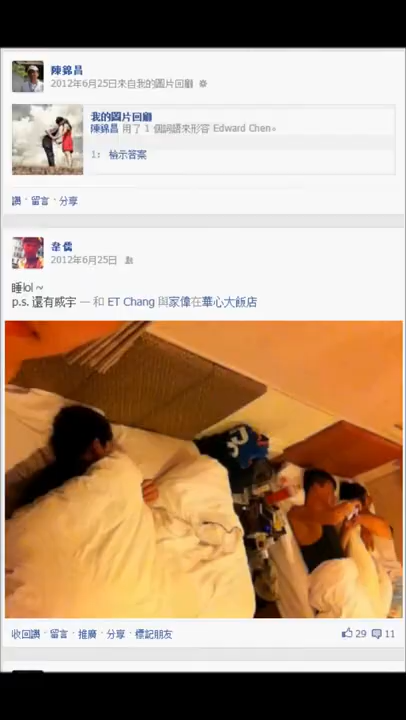 陳錦昌
2012年6月25日來自我的圖片回顧
我的圖片回顧
陳錦昌 用了 1 個詞語來形容 Edward Chen。
1: 檢示答案
讚 · 留言 · 分享
韋儒
2012年6月25日
睡lol ~
p.s. 還有威宇 — 和 ET Chang 與家偉在華心大飯店
收回讚 · 留言 · 推廣 · 分享 · 標記朋友
29 11